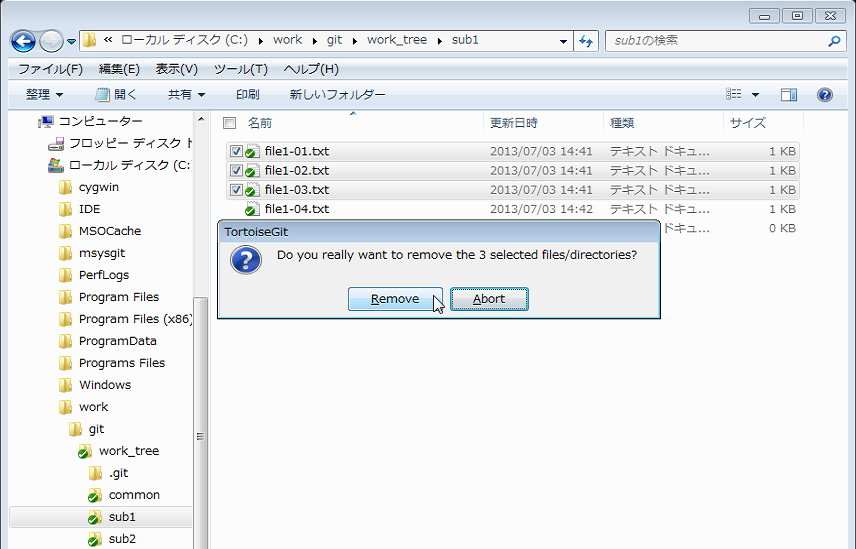 « ローカル ディスク (C:) ▸ work ▸ git ▸ work_tree ▸ sub1
sub1の検索
ファイル(F) 編集(E) 表示(V) ツール(T) ヘルプ(H)
整理 開く 共有 印刷 新しいフォルダー
コンピューター
フロッピー ディスク
ローカル ディスク (C:
cygwin
IDE
MSOCache
msysgit
PerfLogs
Program Files
Program Files (x86)
ProgramData
Programs Files
Windows
work
git
work_tree
.git
common
sub1
sub2
名前 更新日時 種類 サイズ
file1-01.txt 2013/07/03 14:41 テキスト ドキュ... 1 KB
file1-02.txt 2013/07/03 14:41 テキスト ドキュ... 1 KB
file1-03.txt 2013/07/03 14:41 テキスト ドキュ... 1 KB
file1-04.txt 2013/07/03 14:42 テキスト ドキュ... 1 KB
ドキュ... 0 KB
TortoiseGit
Do you really want to remove the 3 selected files/directories?
Remove Abort